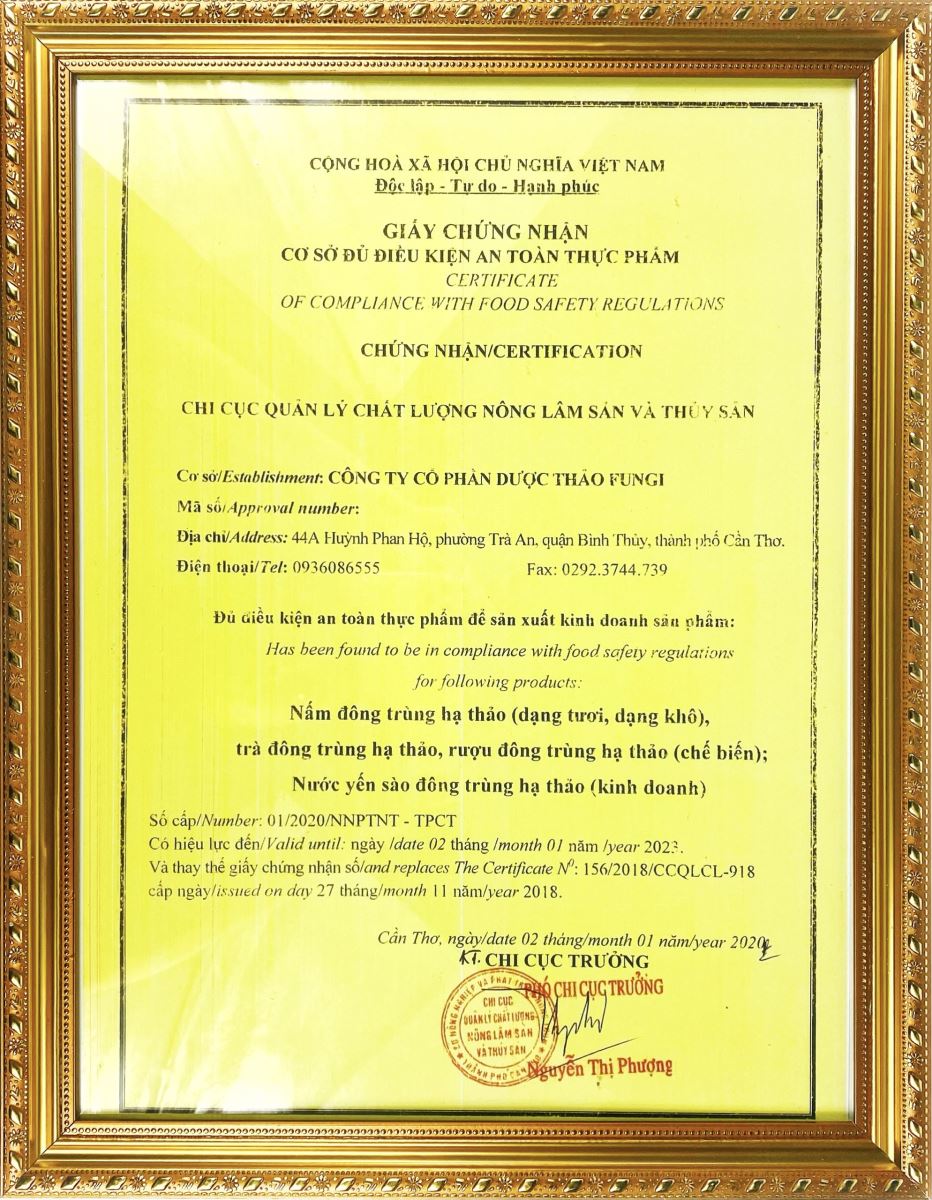 CỘNG HOÀ XÃ HỘI CHỦ NGHĨA VIỆT NAM
Độc lập - Tự do - Hạnh phúc
GIẤY CHỨNG NHẬN
CƠ SỞ ĐỦ ĐIỀU KIỆN AN TOÀN THỰC PHẨM
CERTIFICATE
OF COMPLIANCE WITH FOOD SAFETY REGULATIONS
CHỨNG NHẬN/CERTIFICATION
CHI CỤC QUẢN LÝ CHẤT LƯỢNG NÔNG LÂM SẢN VÀ THỦY SẢN
Cơ sở/Establishment: CÔNG TY CỔ PHẦN DƯỢC THẢO FUNGI
Mã số/Approval number:
Địa chỉ/Address: 44A Huỳnh Phan Hộ, phường Trà An, quận Bình Thủy, thành phố Cần Thơ.
Điện thoại/Tel: 0936086555 Fax: 0292.3744.739
Đủ điều kiện an toàn thực phẩm để sản xuất kinh doanh sản phẩm:
Has been found to be in compliance with food safety regulations
for following products:
Nấm đông trùng hạ thảo (dạng tươi, dạng khô),
trà đông trùng hạ thảo, rượu đông trùng hạ thảo (chế biến);
Nước yến sào đông trùng hạ thảo (kinh doanh)
Số cấp/Number: 01/2020/NNPTNT - TPCT
Có hiệu lực đến/Valid until: ngày /date 02 tháng /month 01 năm /year 2023.
Và thay thế giấy chứng nhận số/and replaces The Certificate N⁰: 156/2018/CCQLCL-918
cấp ngày/issued on day 27 tháng/month 11 năm/year 2018.
Cần Thơ, ngày/date 02 tháng/month 01 năm/year 2020
KT. CHI CỤC TRƯỞNG
PHÓ CHI CỤC TRƯỞNG
SỞ NÔNG NGHIỆP VÀ PHÁT TRIỂN
CHI CỤC
QUẢN LÝ CHẤT LƯỢNG
NÔNG LÂM SẢN
VÀ THỦY SẢN
THÀNH PHỐ CẦN THƠ
Nguyễn Thị Phượng